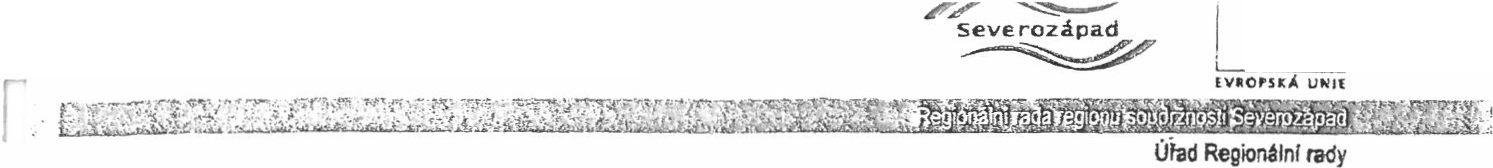 Severozápad
EVROPSKÁ UNIE
Regionální rada regionu soudržnosti Severozápad
Úřad Regionální rady